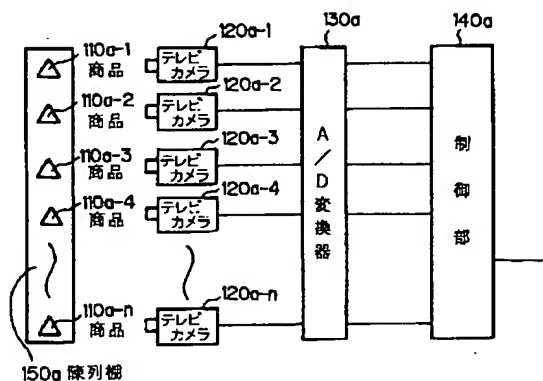 120a-1
130a
140a
110a-1
商品
テレビ
カメラ
120a-2
110a-2
商品
テレビ
カメラ
120a-3
110a-3
商品
テレビ
カメラ
120a-4
110a-4
商品
テレビ
カメラ
A/D変換器
制御部
120a-n
110a-n
商品
テレビ
カメラ
150a 陳列棚